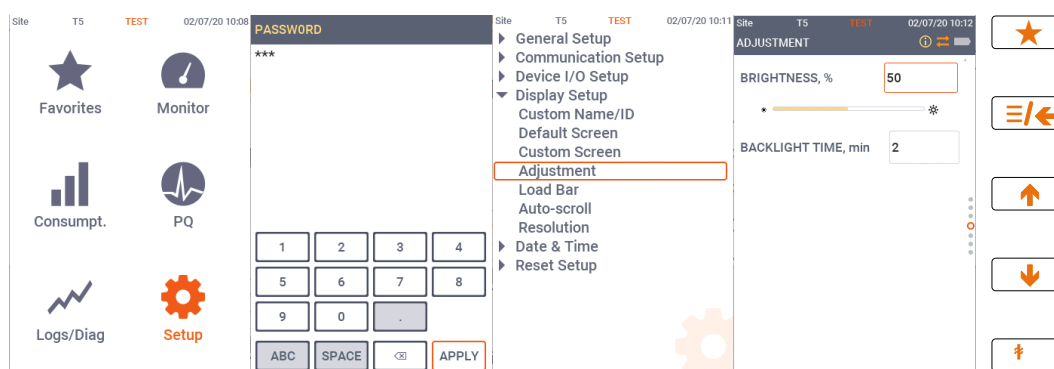 Site T5 TEST 02/07/20 10:08
Favorites Monitor
Consumpt. PQ
Logs/Diag Setup
PASSWORD
***
1 2 3 4
5 6 7 8
9 0 .
ABC SPACE APPLY
Site T5 TEST 02/07/20 10:11
General Setup
Communication Setup
Device I/O Setup
Display Setup
Custom Name/ID
Default Screen
Custom Screen
Adjustment
Load Bar
Auto-scroll
Resolution
Date & Time
Reset Setup
Site T5 TEST 02/07/20 10:12
ADJUSTMENT
BRIGHTNESS, % 50
BACKLIGHT TIME, min 2